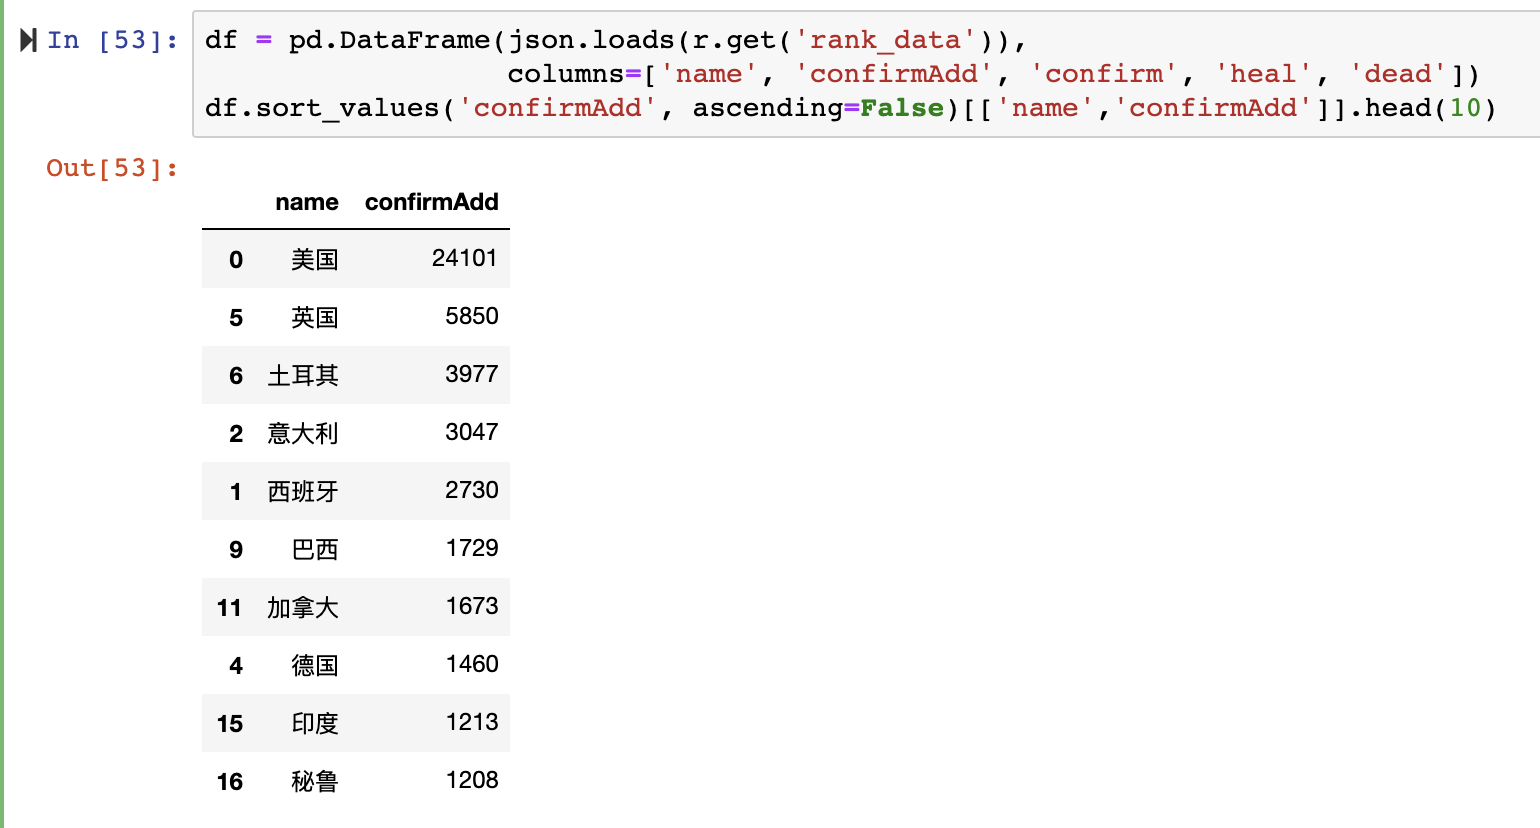 In [53]: df = pd.DataFrame(json.loads(r.get('rank_data')),
columns=['name', 'confirmAdd', 'confirm', 'heal', 'dead'])
df.sort_values('confirmAdd', ascending=False)[['name','confirmAdd']].head(10)
Out[53]:
name confirmAdd
0 美国 24101
5 英国 5850
6 土耳其 3977
2 意大利 3047
1 西班牙 2730
9 巴西 1729
11 加拿大 1673
4 德国 1460
15 印度 1213
16 秘鲁 1208